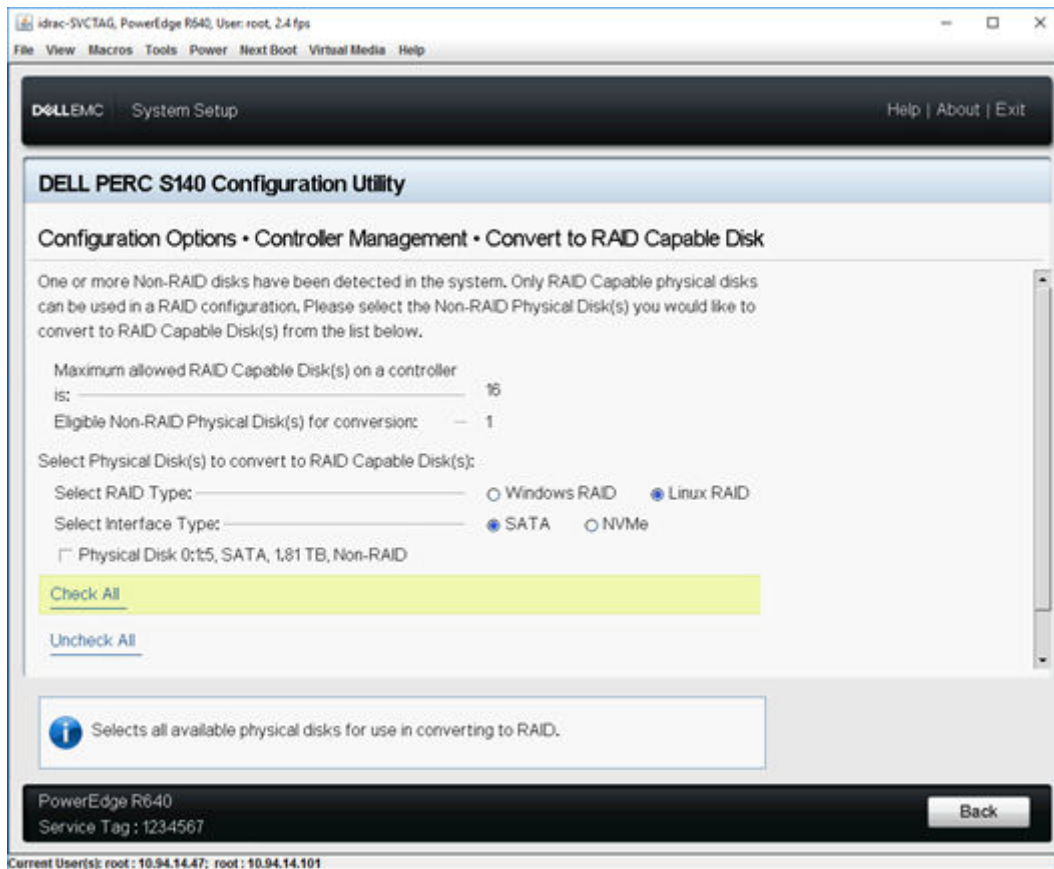 idrac-SVCTAG, PowerEdge R640, User: root, 2.4 fps
File View Macros Tools Power Next Boot Virtual Media Help
DELLEMC System Setup
Help | About | Exit
DELL PERC S140 Configuration Utility
Configuration Options • Controller Management • Convert to RAID Capable Disk
One or more Non-RAID disks have been detected in the system. Only RAID Capable physical disks
can be used in a RAID configuration. Please select the Non-RAID Physical Disk(s) you would like to
convert to RAID Capable Disk(s) from the list below.
Maximum allowed RAID Capable Disk(s) on a controller
is: 16
Eligible Non-RAID Physical Disk(s) for conversion: 1
Select Physical Disk(s) to convert to RAID Capable Disk(s):
Select RAID Type: Windows RAID Linux RAID
Select Interface Type: SATA NVMe
Physical Disk 0:1:5, SATA, 1.81 TB, Non-RAID
Check All
Uncheck All
Selects all available physical disks for use in converting to RAID.
PowerEdge R640
Service Tag : 1234567
Back
Current User(s): root : 10.94.14.47; root : 10.94.14.101